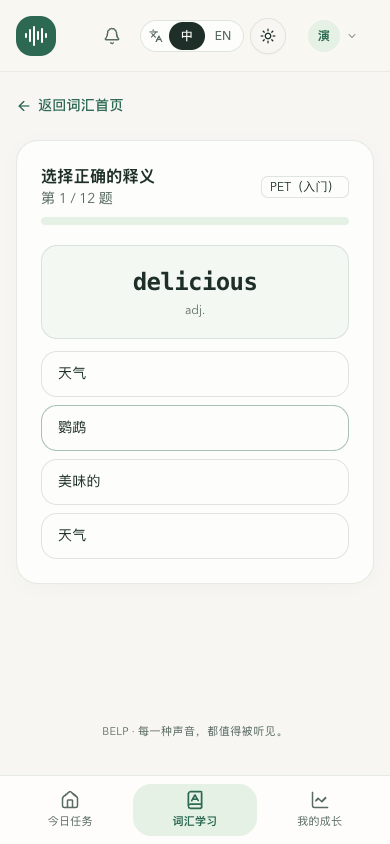 中 EN 演
返回词汇首页
选择正确的释义
第 1 / 12 题
PET（入门）
delicious
adj.
天气
鹦鹉
美味的
天气
BELP · 每一种声音，都值得被听见。
今日任务 词汇学习 我的成长